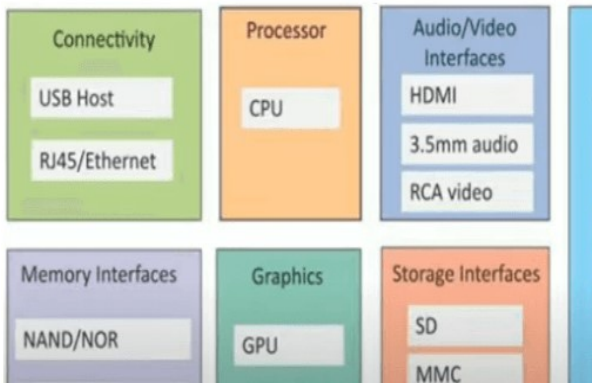 Connectivity
USB Host
RJ45/Ethernet
Processor
CPU
Audio/Video
Interfaces
HDMI
3.5mm audio
RCA video
Memory Interfaces
NAND/NOR
Graphics
GPU
Storage Interfaces
SD
MMC